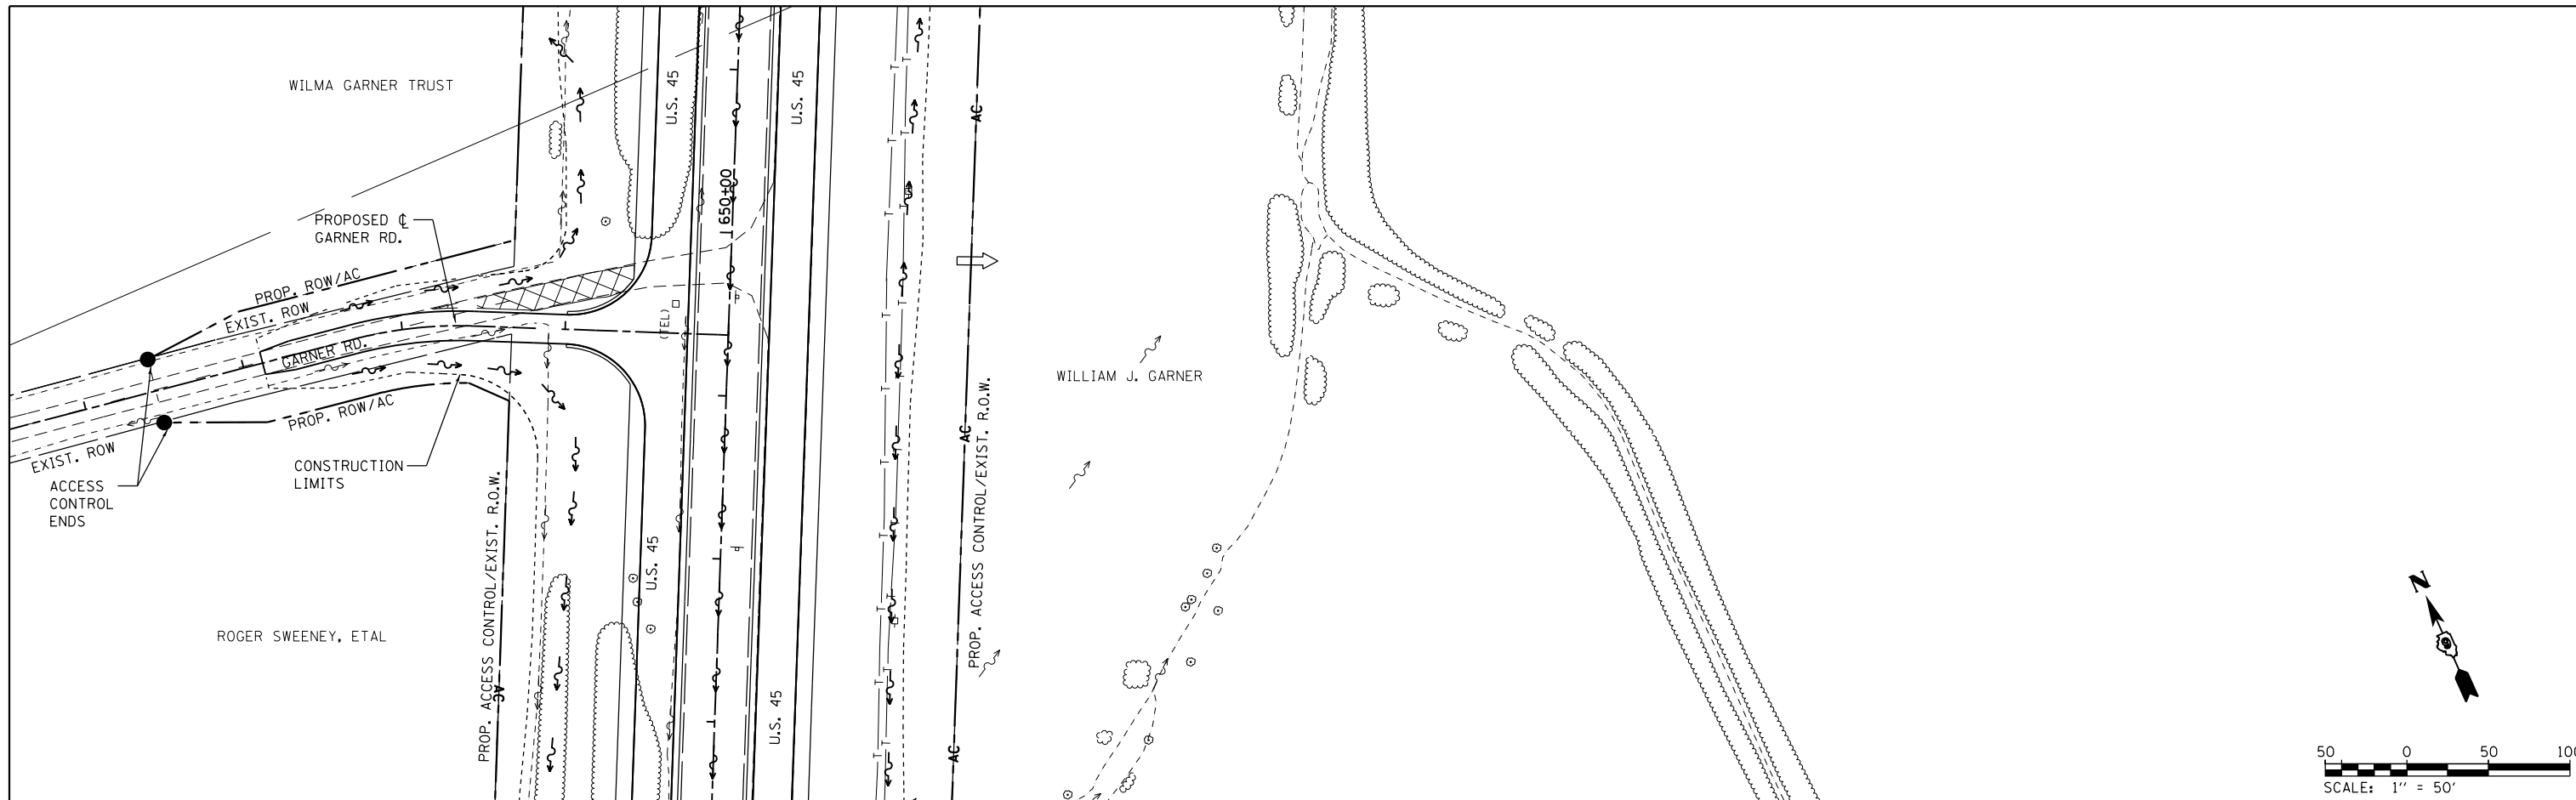 WILMA GARNER TRUST
U.S. 45
U.S. 45
AC
650+00
PROPOSED ℄
GARNER RD.
PROP. ROW/AC
EXIST. ROW
GARNER RD.
(TEL)
PROP. ROW/AC
EXIST. ROW
ACCESS
CONTROL
ENDS
CONSTRUCTION
LIMITS
WILLIAM J. GARNER
AC
PROP. ACCESS CONTROL/EXIST. R.O.W.
PROP. ACCESS CONTROL/EXIST. R.O.W.
AC
U.S. 45
ROGER SWEENEY, ETAL
U.S. 45
AC
N
50 0 50 100
SCALE: 1'' = 50'
T T T T T T T T T T T T T T T T T T T T